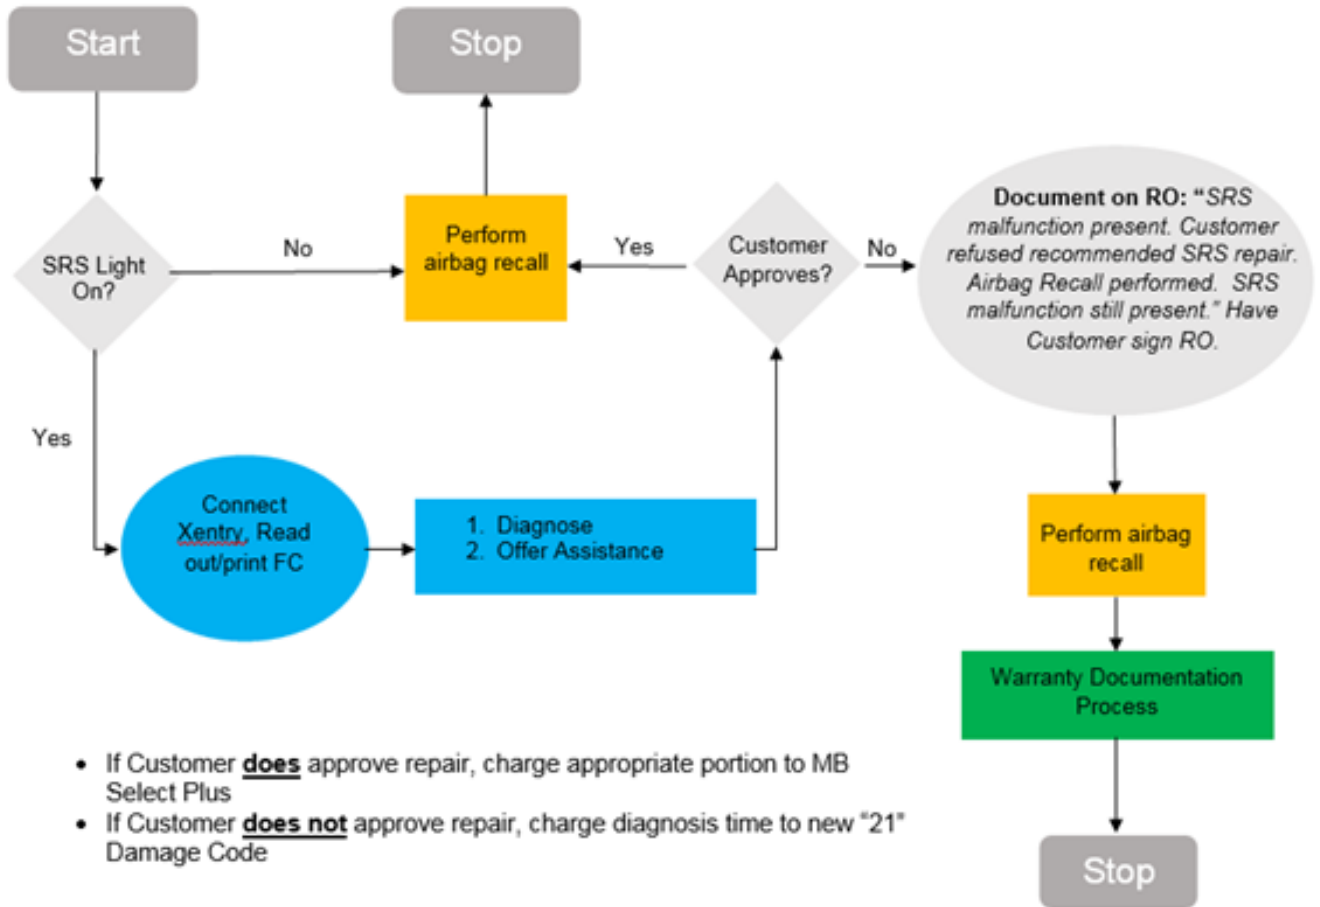 Start
Stop
SRS Light
On?
No
Perform
airbag recall
Yes
Customer
Approves?
No
Document on RO: "SRS
malfunction present. Customer
refused recommended SRS repair.
Airbag Recall performed.  SRS
malfunction still present." Have
Customer sign RO.
Yes
Connect
Xentry, Read
out/print FC
1. Diagnose
2. Offer Assistance
Perform airbag
recall
Warranty Documentation
Process
• If Customer does approve repair, charge appropriate portion to MB
Select Plus
• If Customer does not approve repair, charge diagnosis time to new "21"
Damage Code
Stop